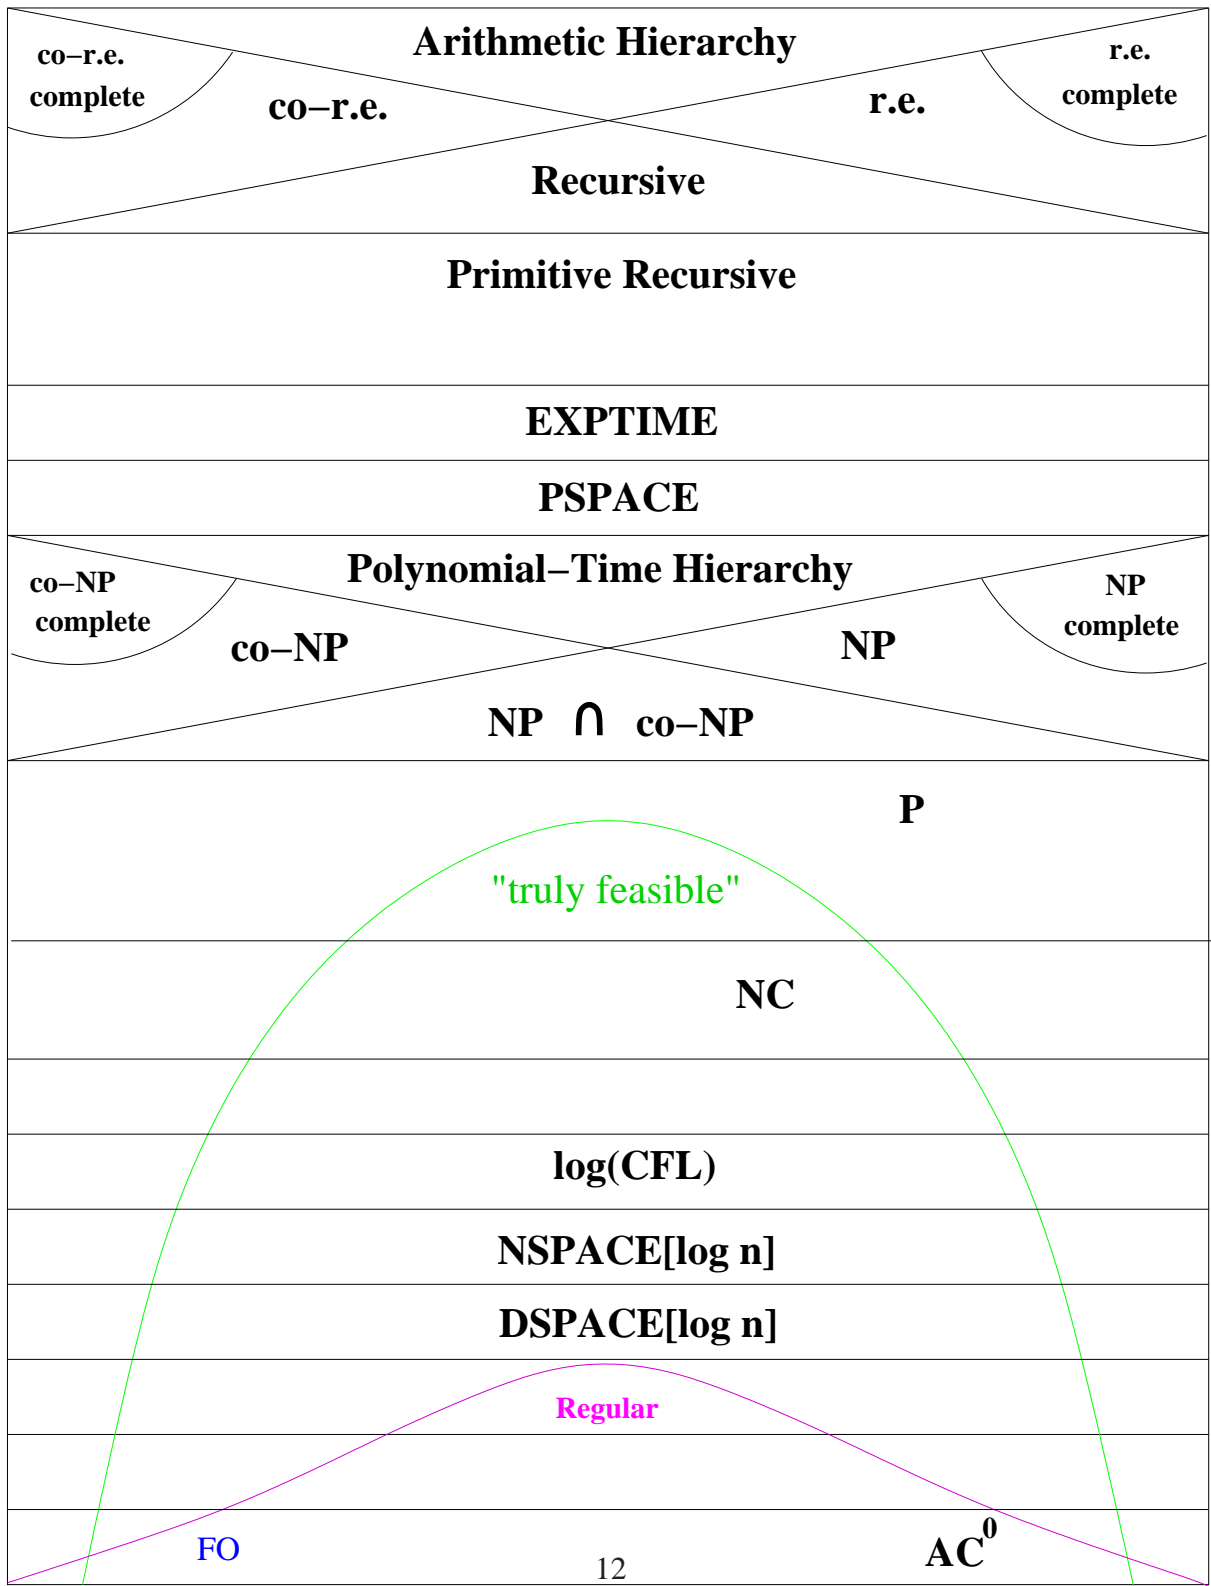 Arithmetic Hierarchy
co–r.e.
complete
co–r.e.
r.e.
r.e.
complete
Recursive
Primitive Recursive
EXPTIME
PSPACE
Polynomial–Time Hierarchy
co–NP
complete
co–NP
NP
NP
complete
NP ∩ co–NP
P
"truly feasible"
NC
log(CFL)
NSPACE[log n]
DSPACE[log n]
Regular
FO
AC⁰
12